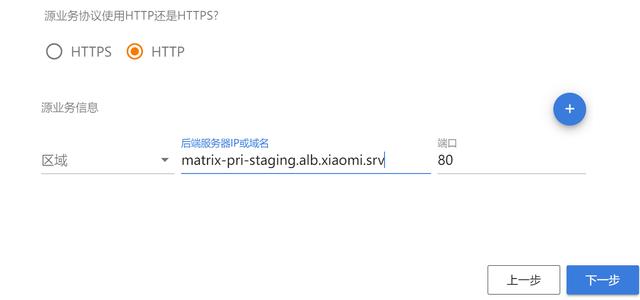 源业务协议使用HTTP还是HTTPS?
HTTPS HTTP
源业务信息
+
后端服务器IP或域名 端口
区域 matrix-pri-staging.alb.xiaomi.srv 80
上一步 下一步